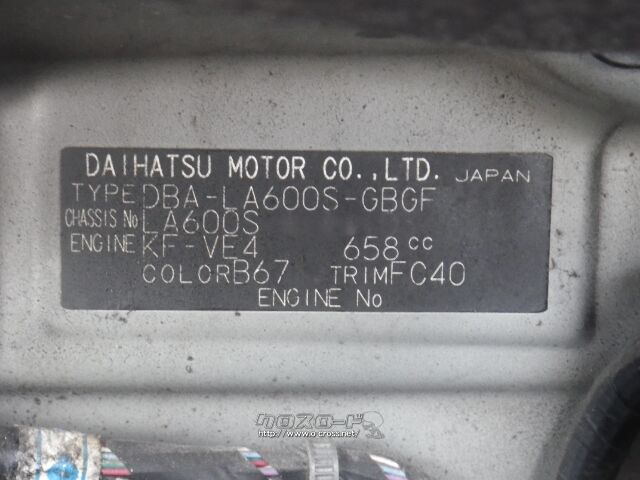 DAIHATSU MOTOR CO.,LTD. JAPAN
TYPE DBA-LA600S-GBGF
CHASSIS No LA600S
ENGINE KF-VE4 658cc
COLOR B67 TRIM FC40
ENGINE No
クロスロード
http://www.o-cross.net/